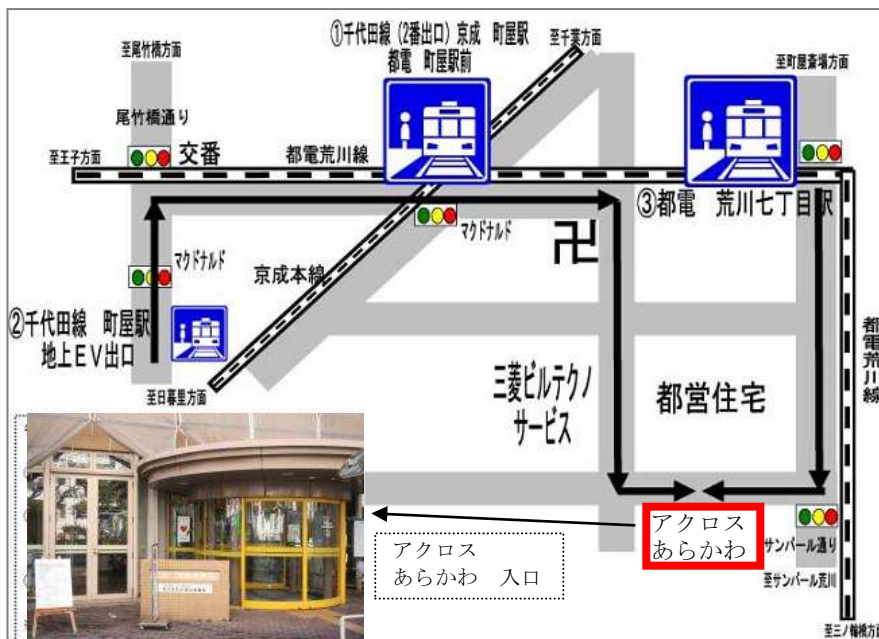 ①千代田線(2番出口)京成 町屋駅
都電 町屋駅前
至千葉方面
至尾竹橋方面
至町屋斎場方面
尾竹橋通り
交番
至王子方面
都電荒川線
③都電 荒川七丁目駅
マクドナルド
マクドナルド
卍
京成本線
②千代田線 町屋駅
地上EV出口
都電荒川線
至日暮里方面
三菱ビルテクノ
サービス
都営住宅
アクロス
あらかわ
アクロス
あらかわ 入口
サンパール通り
至サンパール荒川
至三ノ輪橋方面